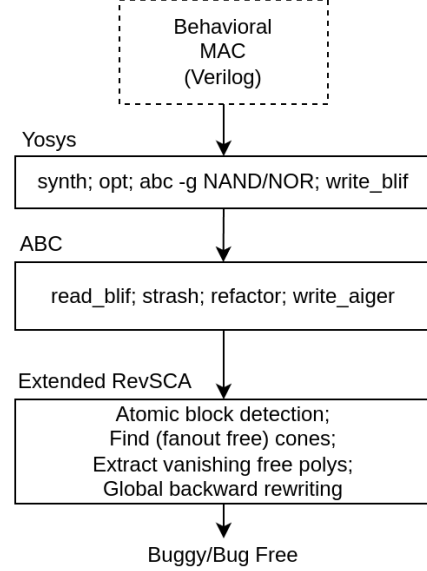 Behavioral
MAC
(Verilog)
Yosys
synth; opt; abc -g NAND/NOR; write_blif
ABC
read_blif; strash; refactor; write_aiger
Extended RevSCA
Atomic block detection;
Find (fanout free) cones;
Extract vanishing free polys;
Global backward rewriting
Buggy/Bug Free